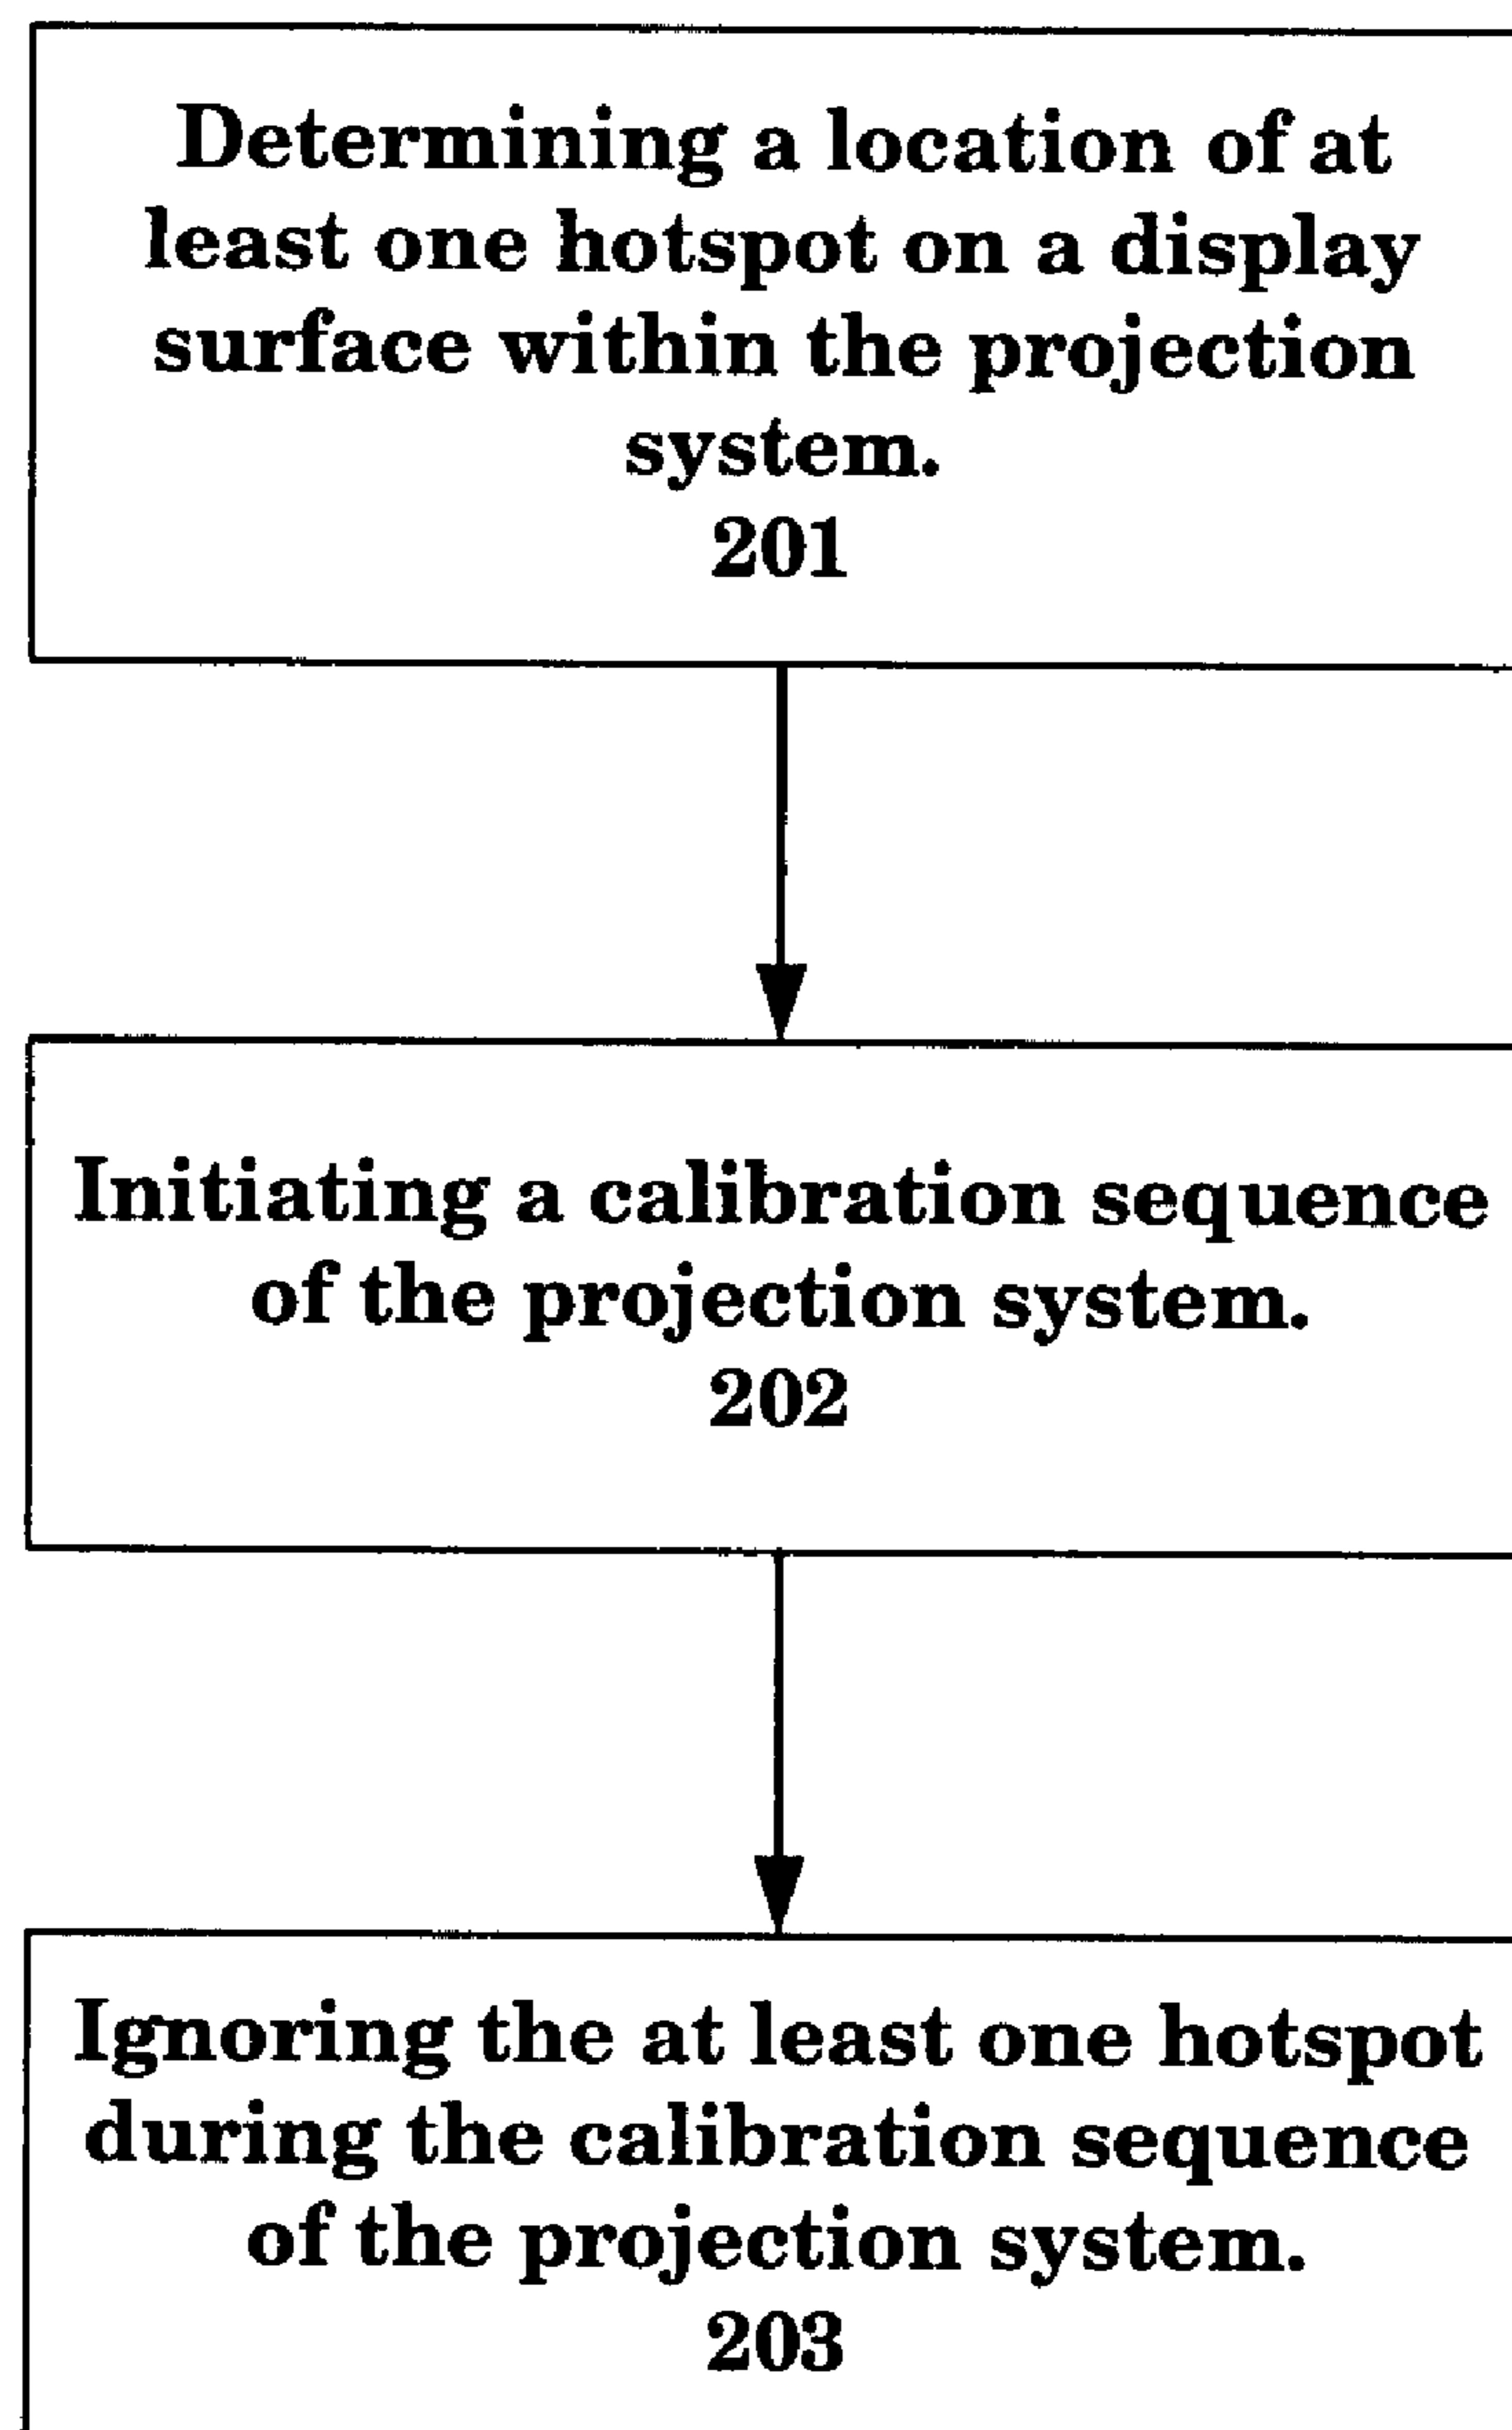 Determining a location of at
least one hotspot on a display
surface within the projection
system.
201
Initiating a calibration sequence
of the projection system.
202
Ignoring the at least one hotspot
during the calibration sequence
of the projection system.
203